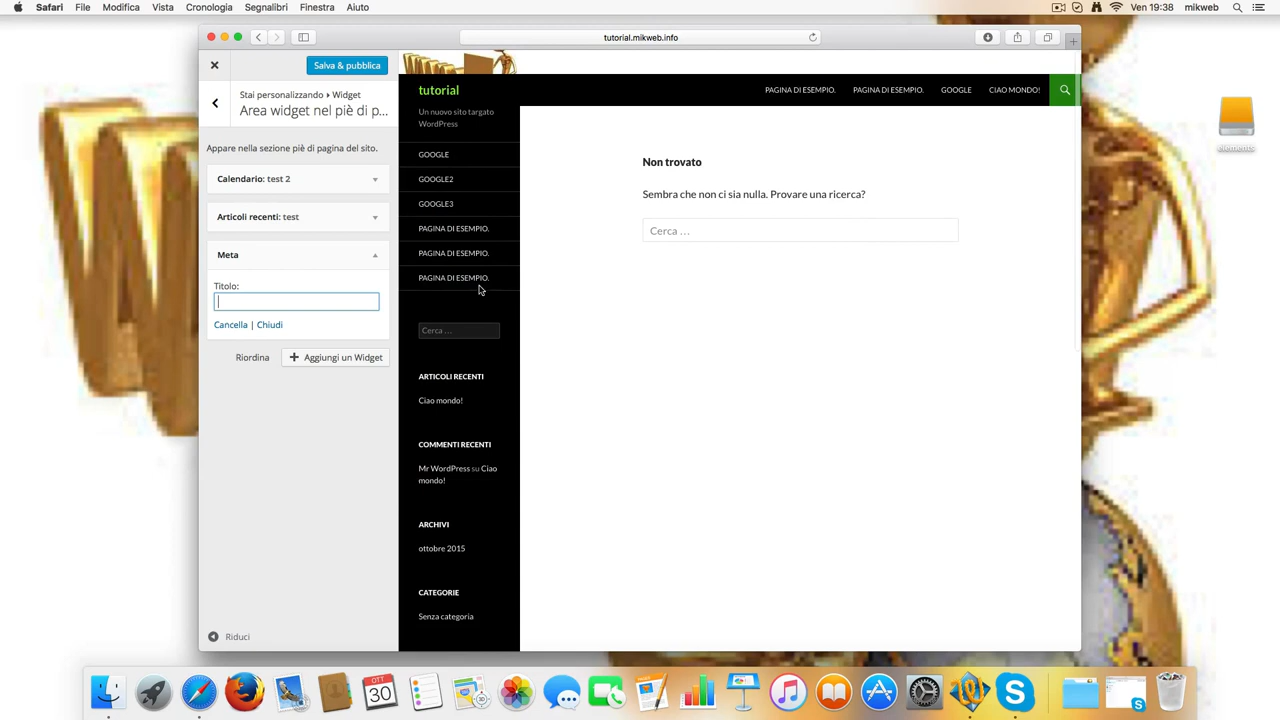 Safari File Modifica Vista Cronologia Segnalibri Finestra Aiuto Ven 19:38 mikweb
tutorial.mikweb.info
Salva & pubblica
Stai personalizzando ▸ Widget
Area widget nel piè di p...
Appare nella sezione piè di pagina del sito.
Calendario: test 2
Articoli recenti: test
Meta
Titolo:
Cancella | Chiudi
Riordina
+ Aggiungi un Widget
Riduci
tutorial
PAGINA DI ESEMPIO. PAGINA DI ESEMPIO. GOOGLE CIAO MONDO!
Un nuovo sito targato
WordPress
GOOGLE
GOOGLE2
GOOGLE3
PAGINA DI ESEMPIO.
PAGINA DI ESEMPIO.
PAGINA DI ESEMPIO.
Cerca …
ARTICOLI RECENTI
Ciao mondo!
COMMENTI RECENTI
Mr WordPress su Ciao
mondo!
ARCHIVI
ottobre 2015
CATEGORIE
Senza categoria
Non trovato
Sembra che non ci sia nulla. Provare una ricerca?
Cerca …
elements
OTT
30